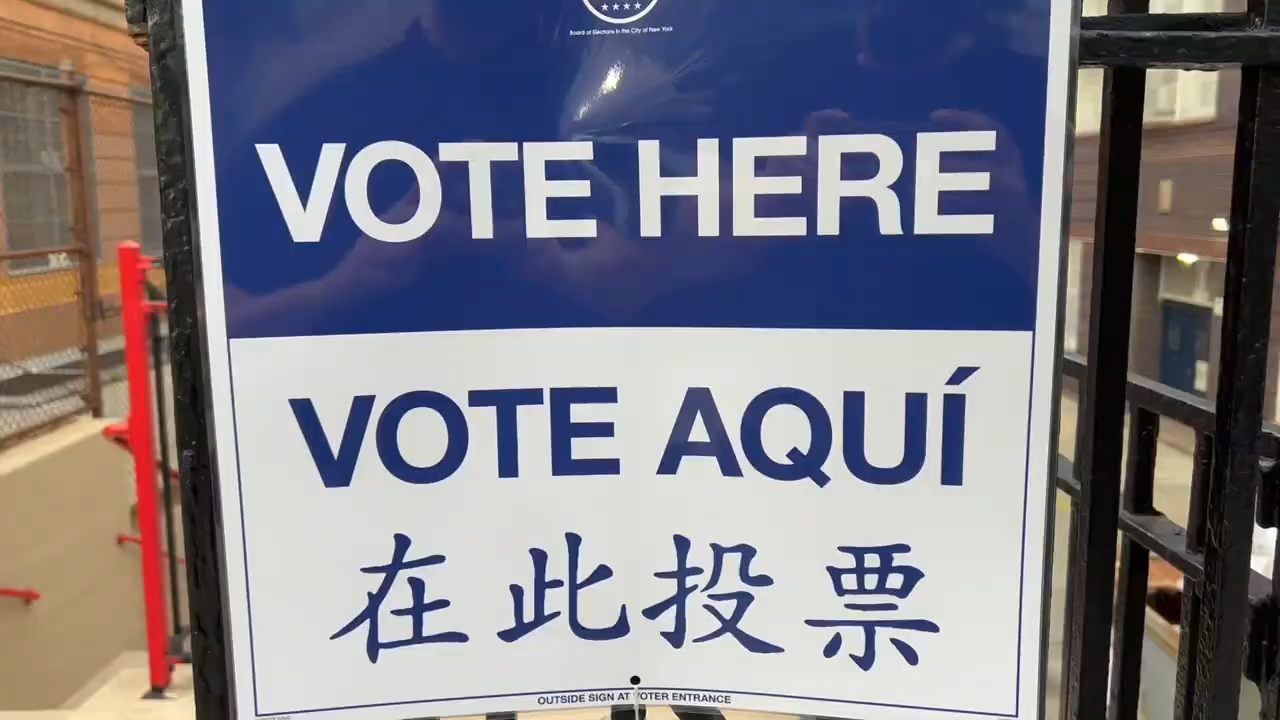 Board of Elections in the City of New York
VOTE HERE
VOTE AQUÍ
在此投票
OUTSIDE SIGN AT VOTER ENTRANCE